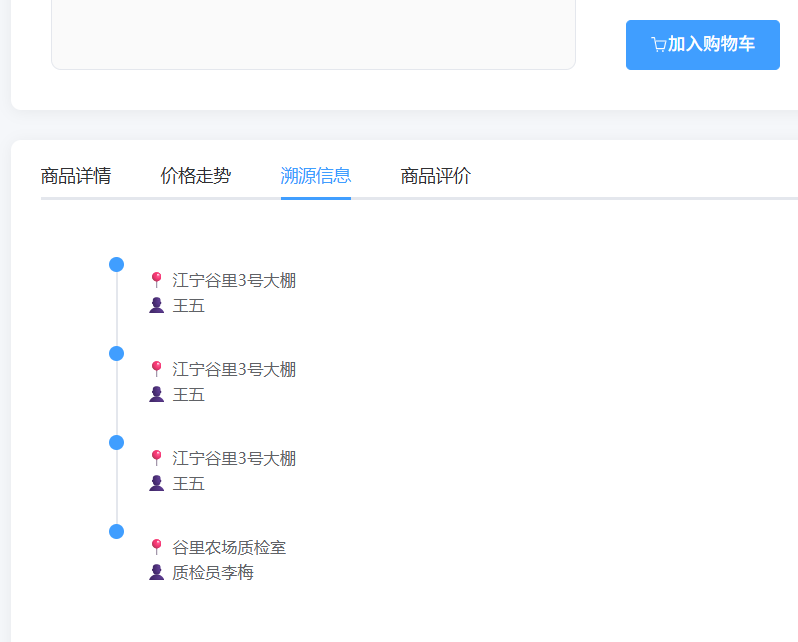 加入购物车
商品详情 价格走势 溯源信息 商品评价
江宁谷里3号大棚
王五
江宁谷里3号大棚
王五
江宁谷里3号大棚
王五
谷里农场质检室
质检员李梅